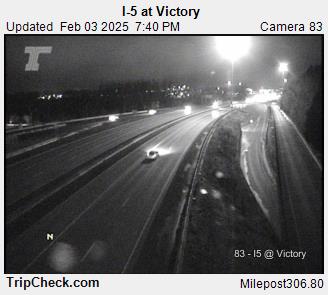 I-5 at Victory
Updated  Feb 03 2025  7:40 PM
Camera 83
T
N
83 - I5 @ Victory
TripCheck.com
Milepost306.80